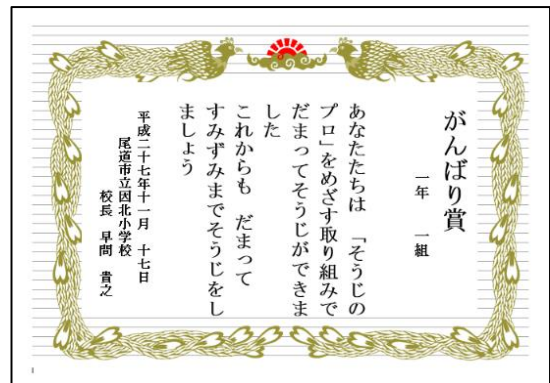 がんばり賞
一年　一組
あなたたちは　「そうじの
プロ」をめざす取り組みで
だまってそうじができま
した
これからも　だまって
すみずみまでそうじをし
ましょう
平成二十七年十一月　十七日
尾道市立因北小学校
校長　早間　貴之